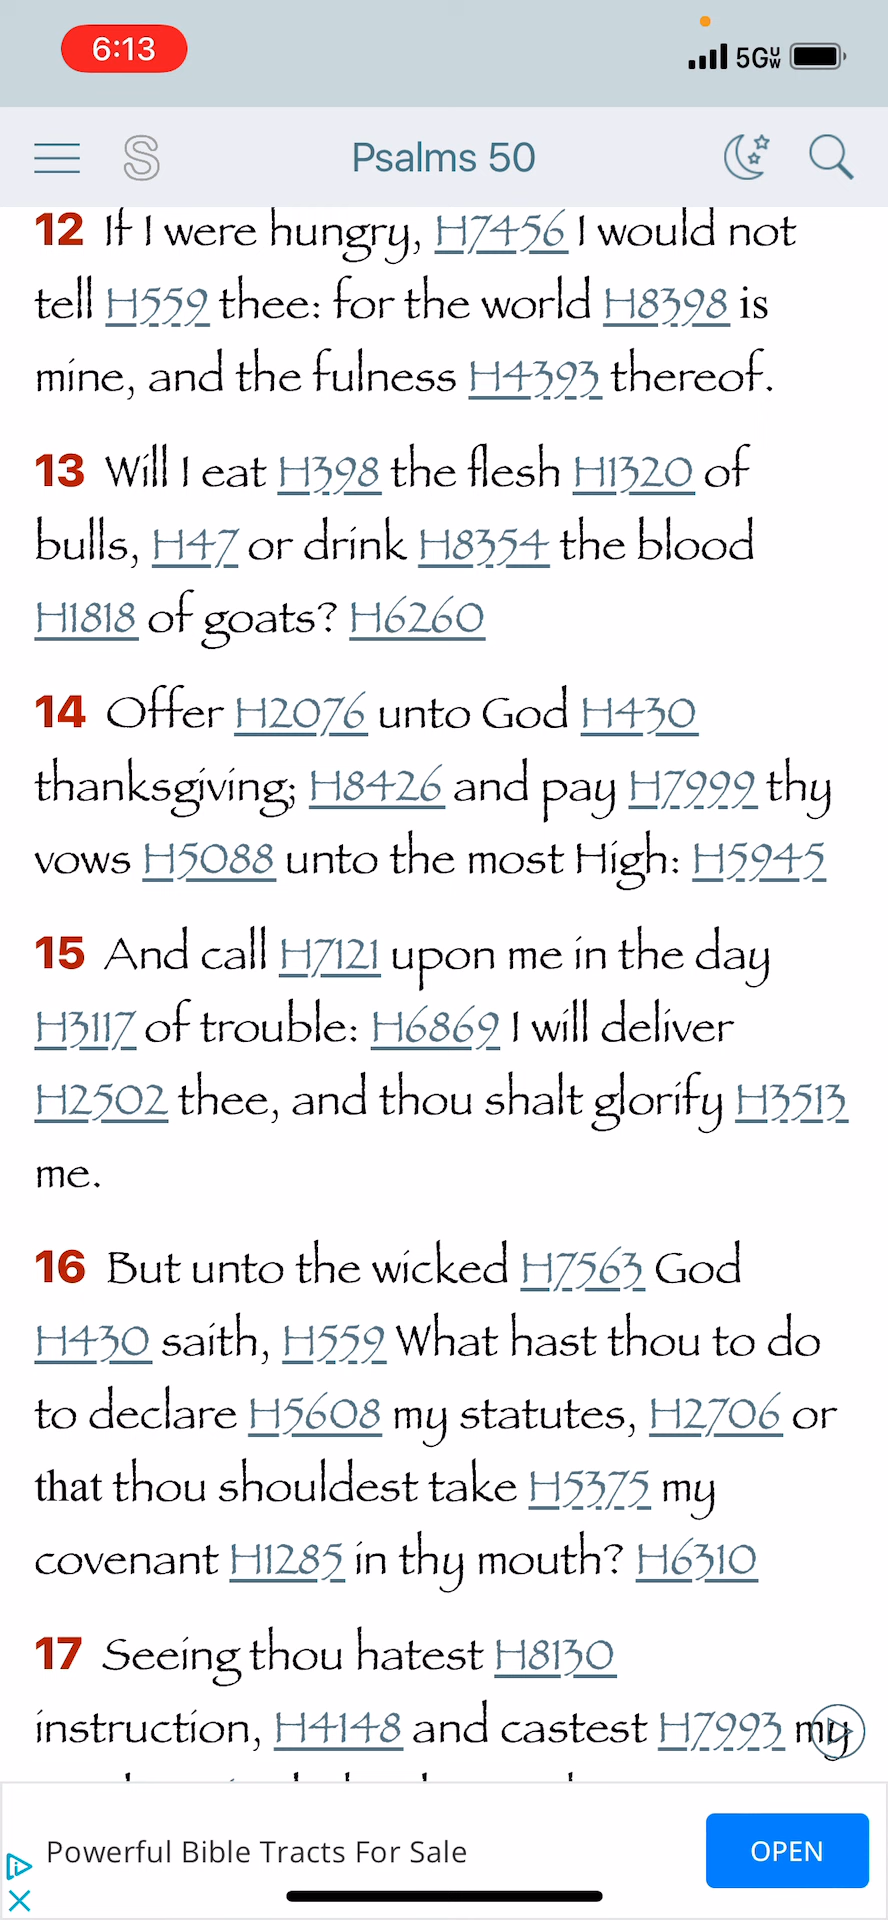 6:13
5GUW
S
Psalms 50
12 If I were hungry, H7456 I would not
tell H559 thee: for the world H8398 is
mine, and the fulness H4393 thereof.
13 Will I eat H398 the flesh H1320 of
bulls, H47 or drink H8354 the blood
H1818 of goats? H6260
14 Offer H2076 unto God H430
thanksgiving; H8426 and pay H7999 thy
vows H5088 unto the most High: H5945
15 And call H7121 upon me in the day
H3117 of trouble: H6869 I will deliver
H2502 thee, and thou shalt glorify H3513
me.
16 But unto the wicked H7563 God
H430 saith, H559 What hast thou to do
to declare H5608 my statutes, H2706 or
that thou shouldest take H5375 my
covenant H1285 in thy mouth? H6310
17 Seeing thou hatest H8130
instruction, H4148 and castest H7993 my
Powerful Bible Tracts For Sale
OPEN